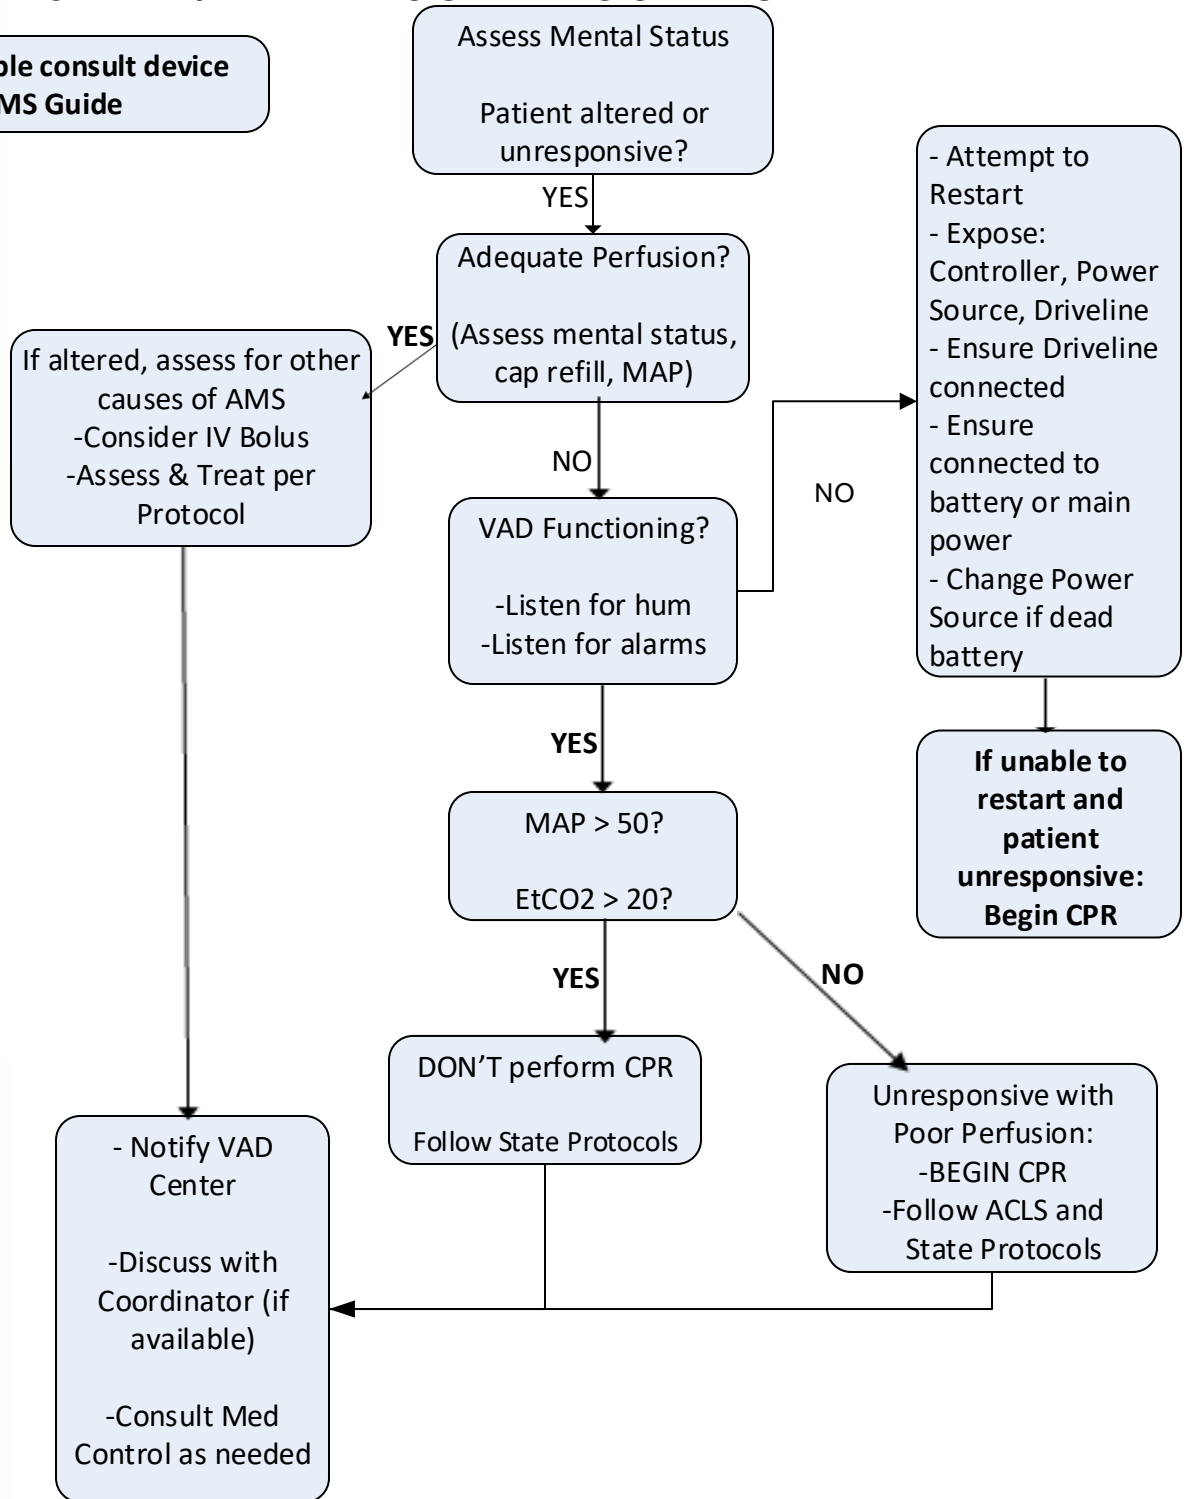 Assess Mental Status
Patient altered or
unresponsive?
consult device
Guide
YES
Adequate Perfusion?
(Assess mental status,
cap refill, MAP)
YES
If altered, assess for other
causes of AMS
-Consider IV Bolus
-Assess & Treat per
Protocol
NO
VAD Functioning?
-Listen for hum
-Listen for alarms
NO
- Attempt to
Restart
- Expose:
Controller, Power
Source, Driveline
- Ensure Driveline
connected
- Ensure
connected to
battery or main
power
- Change Power
Source if dead
battery
If unable to
restart and
patient
unresponsive:
Begin CPR
YES
MAP > 50?
EtCO2 > 20?
YES
NO
DON’T perform CPR
Follow State Protocols
Unresponsive with
Poor Perfusion:
-BEGIN CPR
-Follow ACLS and
State Protocols
- Notify VAD
Center
-Discuss with
Coordinator (if
available)
-Consult Med
Control as needed